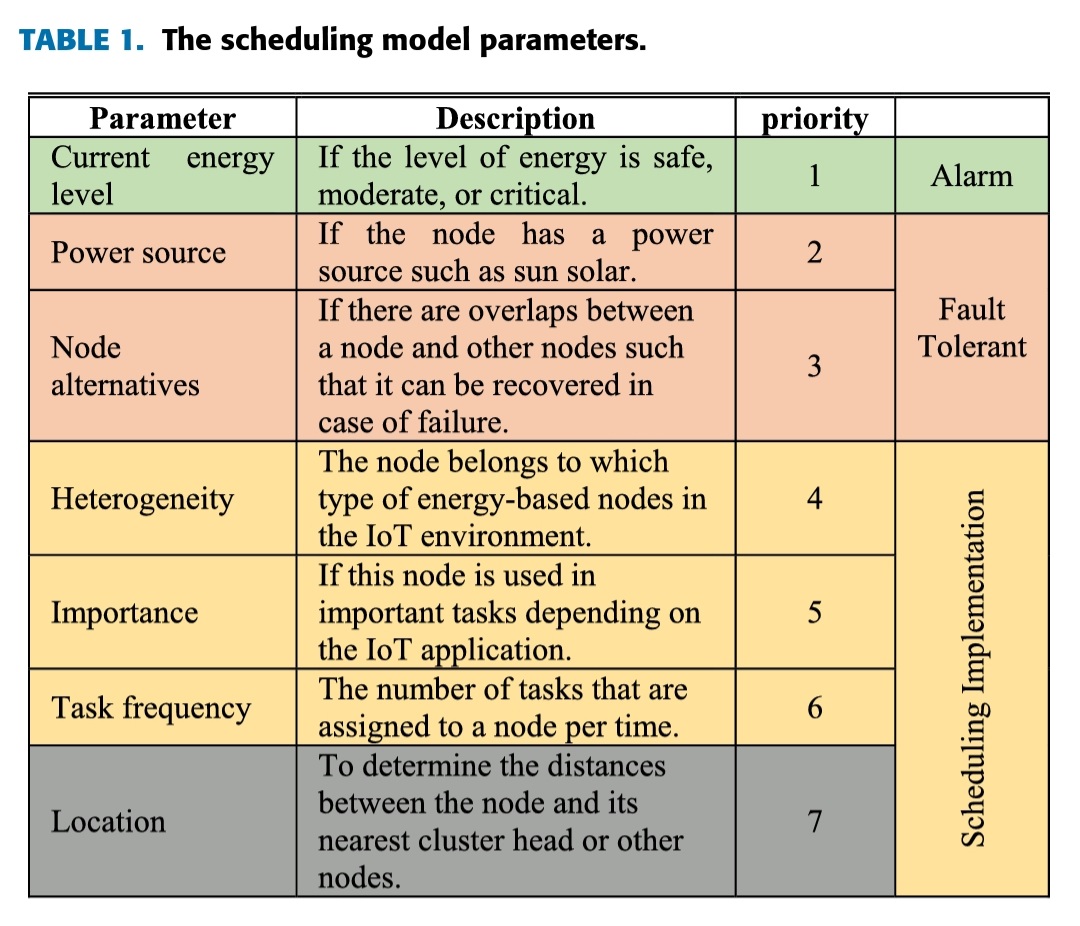 TABLE 1. The scheduling model parameters.
Parameter Description priority
Current energy level
If the level of energy is safe,
moderate, or critical.
1
Alarm
Power source
If the node has a power
source such as sun solar.
2
Fault
Tolerant
Node
alternatives
If there are overlaps between
a node and other nodes such
that it can be recovered in
case of failure.
3
Heterogeneity
The node belongs to which
type of energy-based nodes in
the IoT environment.
4
Scheduling Implementation
Importance
If this node is used in
important tasks depending on
the IoT application.
5
Task frequency
The number of tasks that are
assigned to a node per time.
6
Location
To determine the distances
between the node and its
nearest cluster head or other
nodes.
7